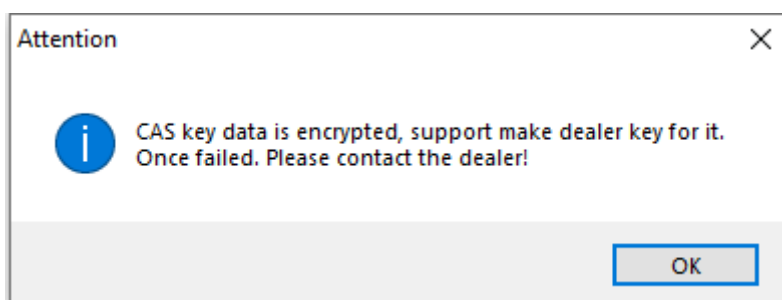 Attention
CAS key data is encrypted, support make dealer key for it.
Once failed. Please contact the dealer!
OK